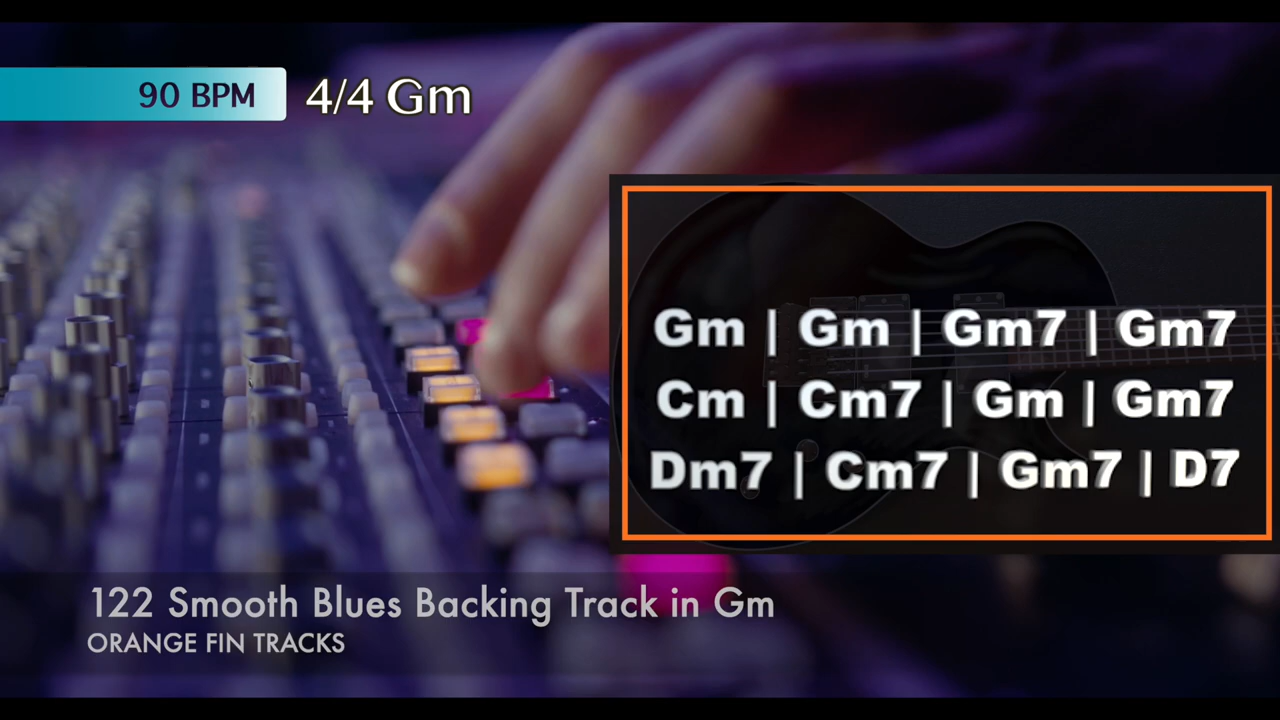 90 BPM 4/4 Gm
Gm | Gm | Gm7 | Gm7
Cm | Cm7 | Gm | Gm7
Dm7 | Cm7 | Gm7 | D7
122 Smooth Blues Backing Track in Gm
ORANGE FIN TRACKS